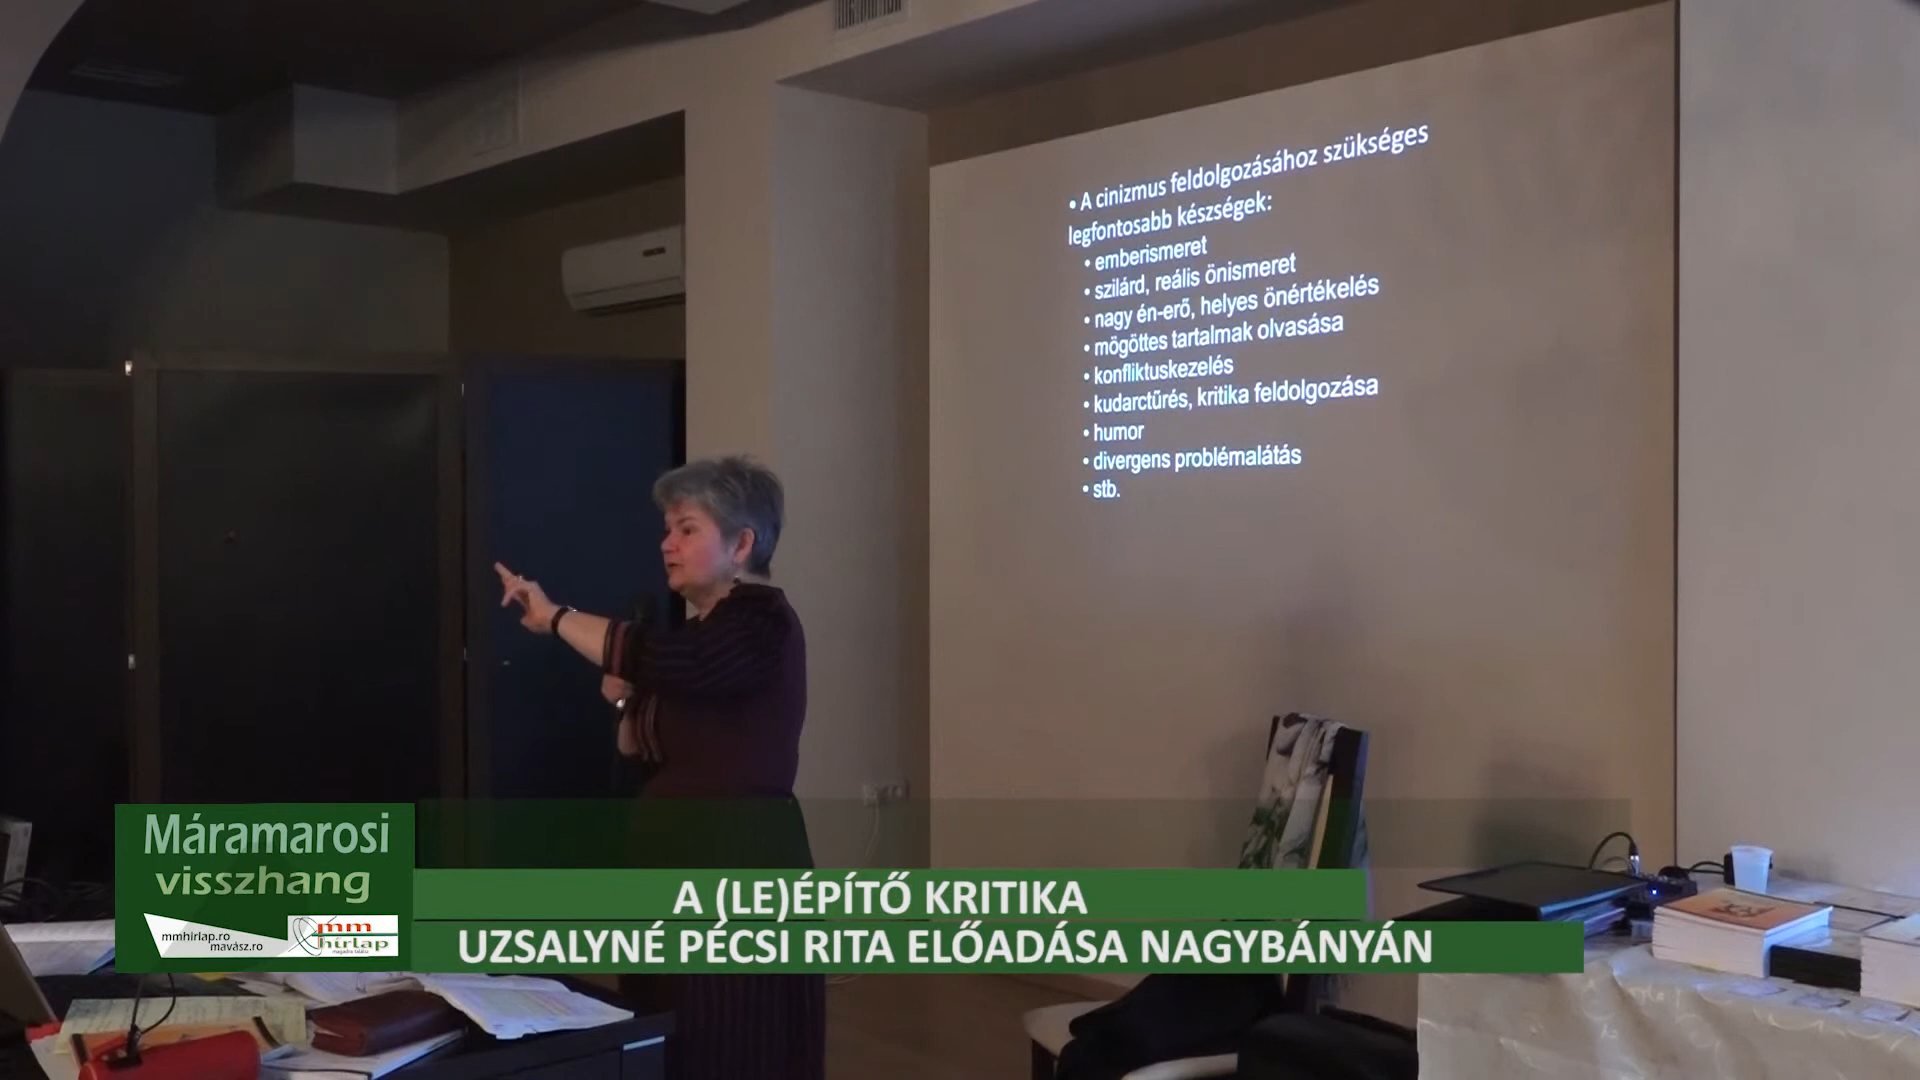 • A cinizmus feldolgozásához szükséges
legfontosabb készségek:
• emberismeret
• szilárd, reális önismeret
• nagy én-erő, helyes önértékelés
• mögöttes tartalmak olvasása
• konfliktuskezelés
• kudarctűrés, kritika feldolgozása
• humor
• divergens problémalátás
• stb.
Máramarosi
visszhang
mmhirlap.ro
mavász.ro
mm
hírlap
magadra találsz
A (LE)ÉPÍTŐ KRITIKA
UZSALYNÉ PÉCSI RITA ELŐADÁSA NAGYBÁNYÁN